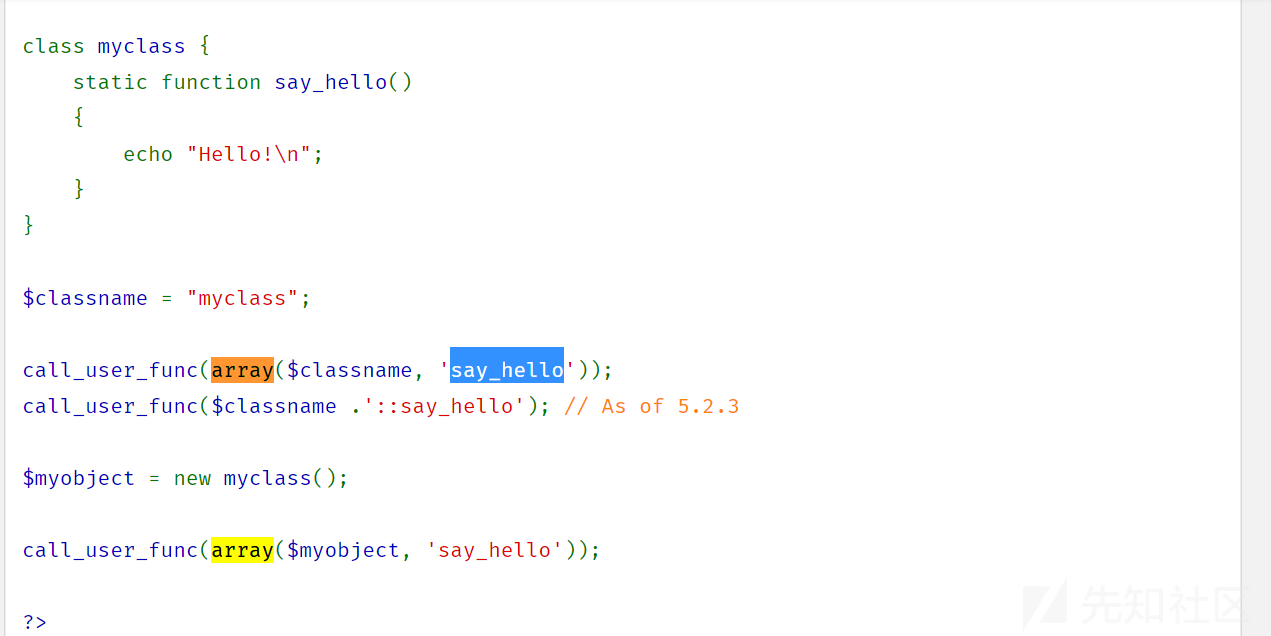 class myclass {
    static function say_hello()
    {
        echo "Hello!\n";
    }
}
$classname = "myclass";
call_user_func(array($classname, 'say_hello'));
call_user_func($classname .'::say_hello'); // As of 5.2.3
$myobject = new myclass();
call_user_func(array($myobject, 'say_hello'));
?>
先知社区